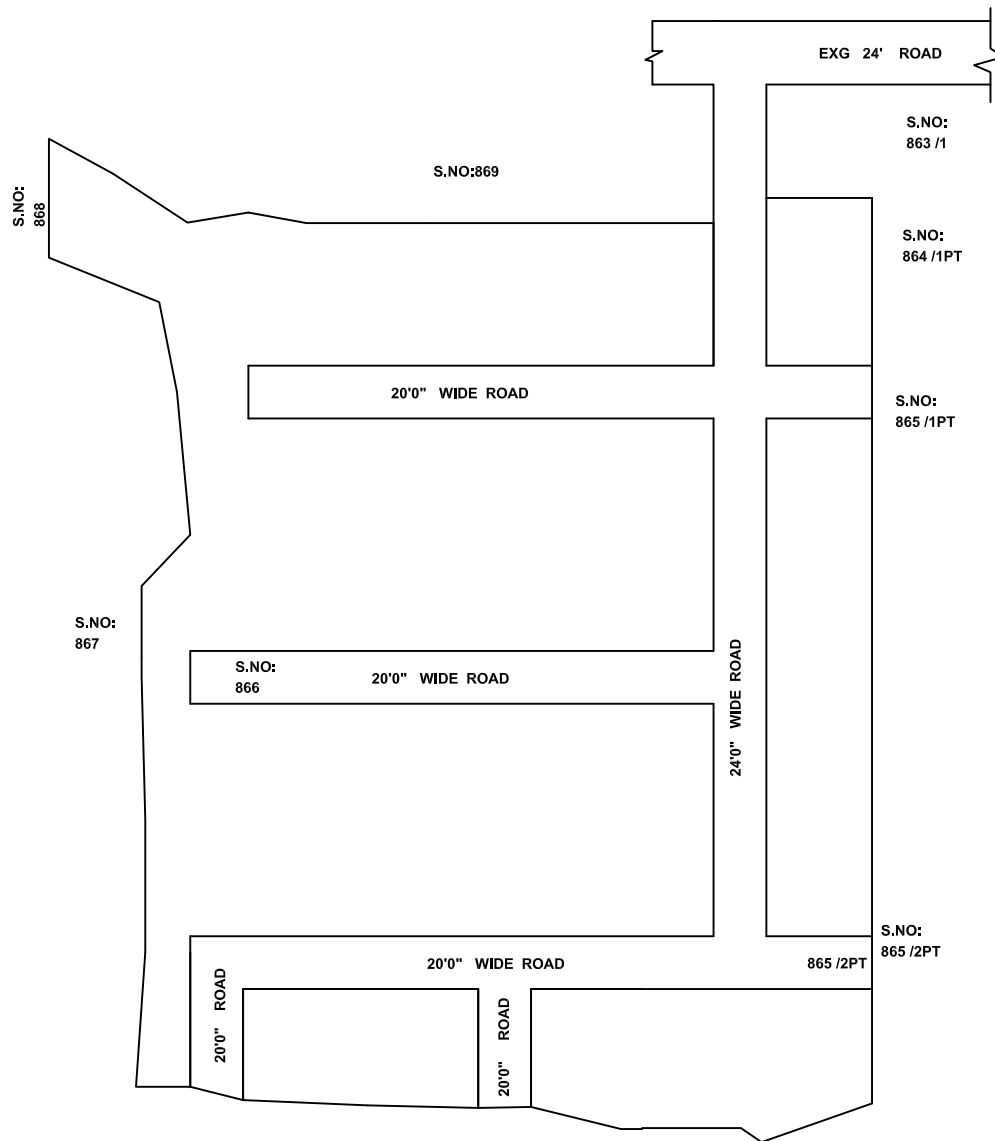 EXG 24' ROAD
S.NO:
863 /1
S.NO:869
S.NO:
868
S.NO:
864 /1PT
20'0" WIDE ROAD
S.NO:
865 /1PT
S.NO:
867
S.NO:
866
20'0" WIDE ROAD
24'0" WIDE ROAD
S.NO:
865 /2PT
20'0" WIDE ROAD
865 /2PT
20'0" ROAD
20'0" ROAD